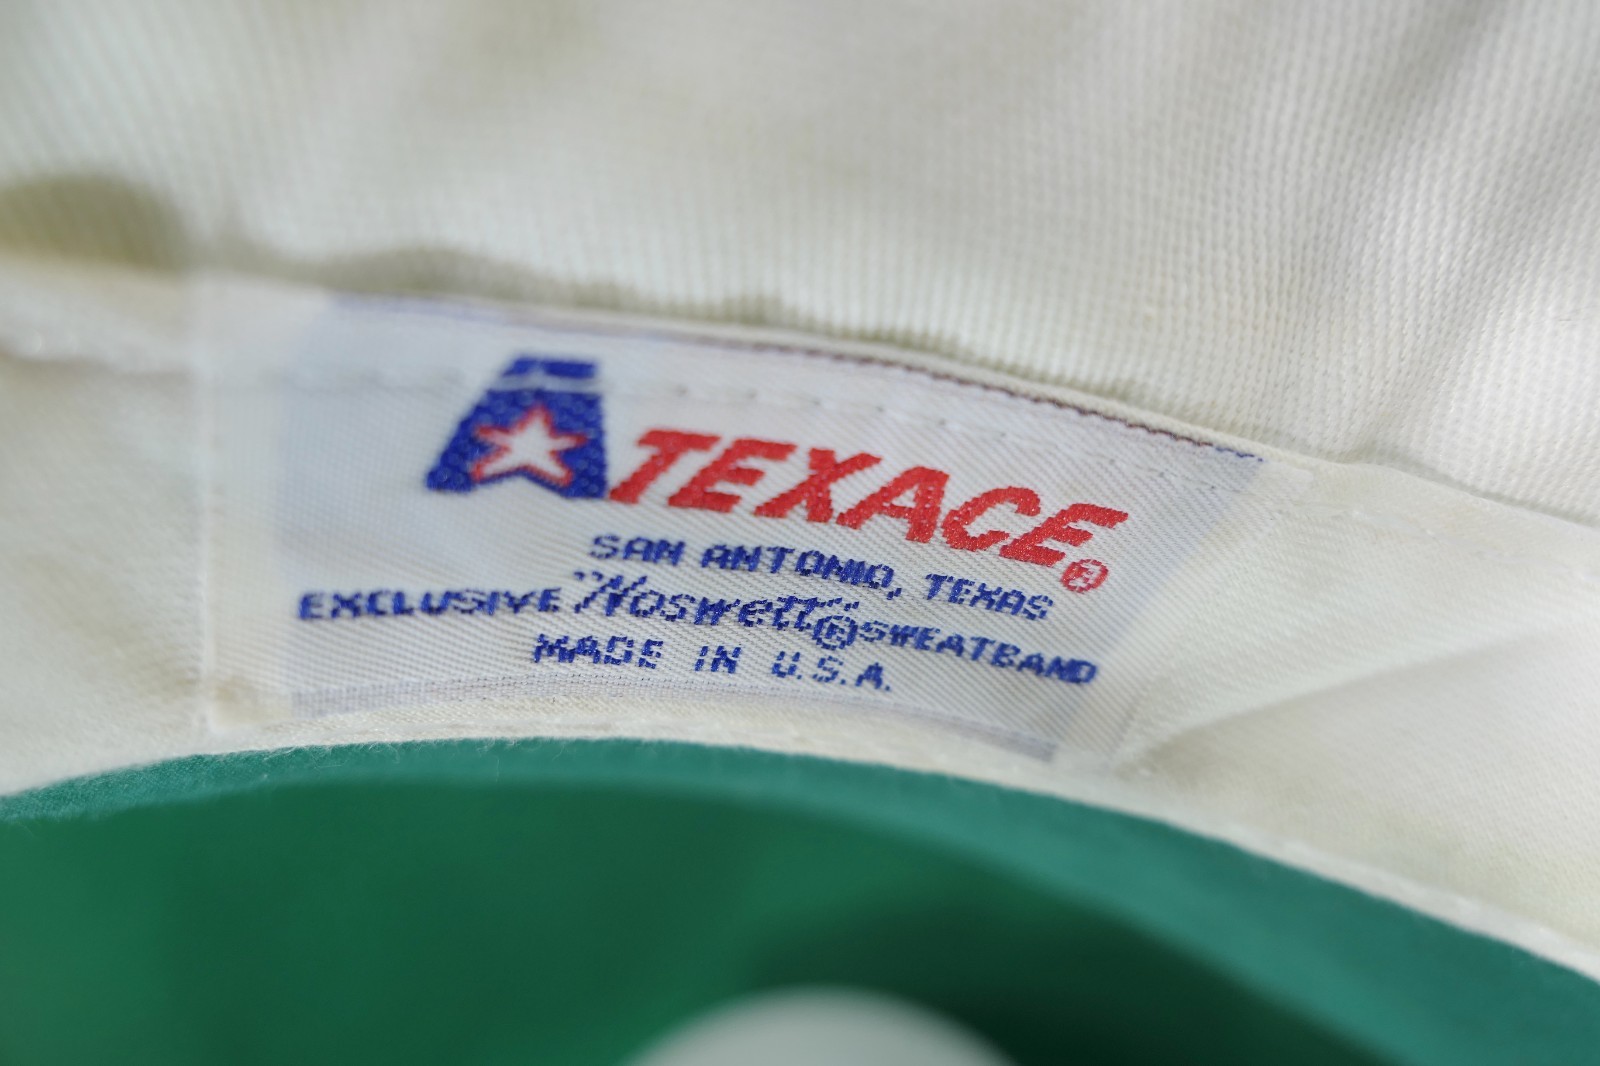 TEXACE®
SAN ANTONIO, TEXAS
EXCLUSIVE "Noswett"® SWEATBAND
MADE IN U.S.A.